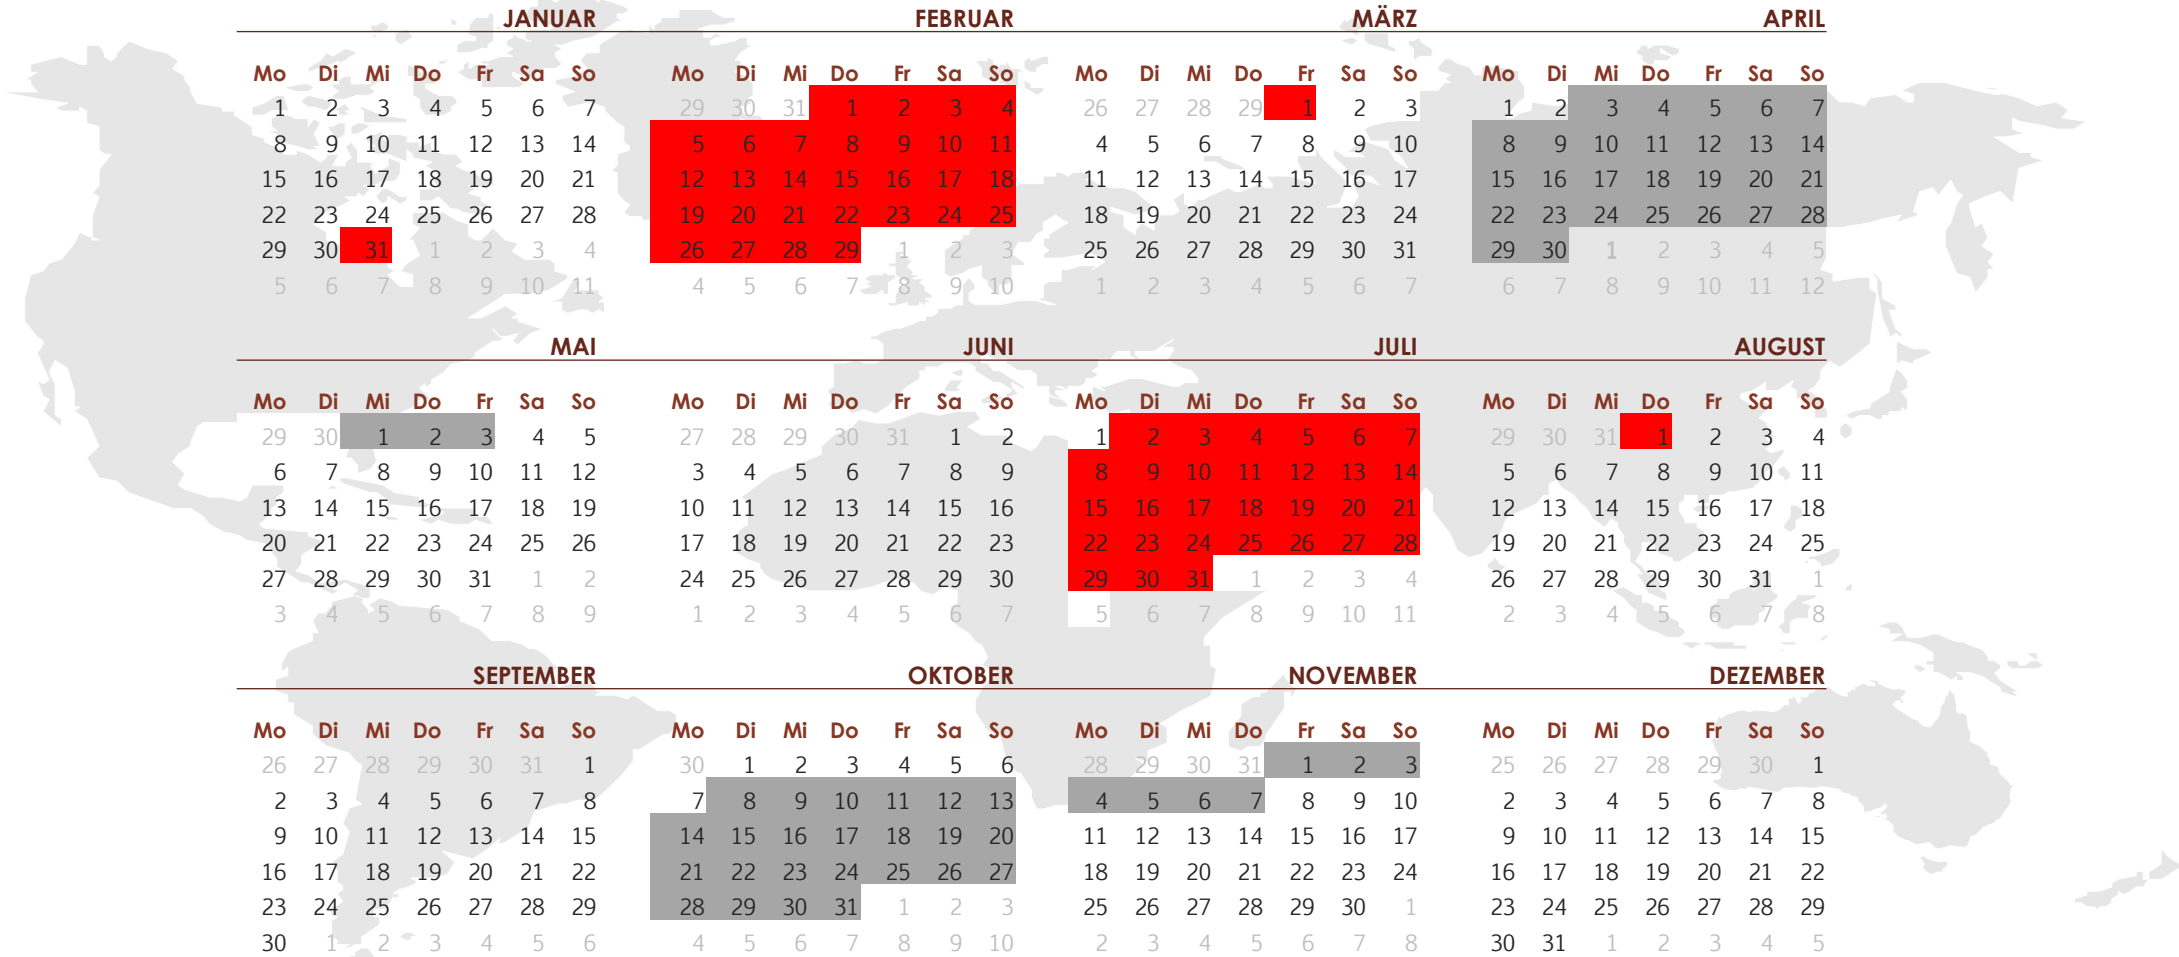 JANUAR FEBRUAR MÄRZ APRIL
Mo Di Mi Do Fr Sa So Mo Di Mi Do Fr Sa So Mo Di Mi Do Fr Sa So Mo Di Mi Do Fr Sa So
1 2 3 4 5 6 7 29 30 31 1 2 3 4 26 27 28 29 1 2 3 1 2 3 4 5 6 7
8 9 10 11 12 13 14 5 6 7 8 9 10 11 4 5 6 7 8 9 10 8 9 10 11 12 13 14
15 16 17 18 19 20 21 12 13 14 15 16 17 18 11 12 13 14 15 16 17 15 16 17 18 19 20 21
22 23 24 25 26 27 28 19 20 21 22 23 24 25 18 19 20 21 22 23 24 22 23 24 25 26 27 28
29 30 31 1 2 3 4 26 27 28 29 1 2 3 25 26 27 28 29 30 31 29 30 1 2 3 4 5
5 6 7 8 9 10 11 4 5 6 7 8 9 10 1 2 3 4 5 6 7 6 7 8 9 10 11 12
MAI JUNI JULI AUGUST
Mo Di Mi Do Fr Sa So Mo Di Mi Do Fr Sa So Mo Di Mi Do Fr Sa So Mo Di Mi Do Fr Sa So
29 30 1 2 3 4 5 27 28 29 30 31 1 2 1 2 3 4 5 6 7 29 30 31 1 2 3 4
6 7 8 9 10 11 12 3 4 5 6 7 8 9 8 9 10 11 12 13 14 5 6 7 8 9 10 11
13 14 15 16 17 18 19 10 11 12 13 14 15 16 15 16 17 18 19 20 21 12 13 14 15 16 17 18
20 21 22 23 24 25 26 17 18 19 20 21 22 23 22 23 24 25 26 27 28 19 20 21 22 23 24 25
27 28 29 30 31 1 2 24 25 26 27 28 29 30 29 30 31 1 2 3 4 26 27 28 29 30 31 1
3 4 5 6 7 8 9 1 2 3 4 5 6 7 5 6 7 8 9 10 11 2 3 4 5 6 7 8
SEPTEMBER OKTOBER NOVEMBER DEZEMBER
Mo Di Mi Do Fr Sa So Mo Di Mi Do Fr Sa So Mo Di Mi Do Fr Sa So Mo Di Mi Do Fr Sa So
26 27 28 29 30 31 1 30 1 2 3 4 5 6 28 29 30 31 1 2 3 25 26 27 28 29 30 1
2 3 4 5 6 7 8 7 8 9 10 11 12 13 4 5 6 7 8 9 10 2 3 4 5 6 7 8
9 10 11 12 13 14 15 14 15 16 17 18 19 20 11 12 13 14 15 16 17 9 10 11 12 13 14 15
16 17 18 19 20 21 22 21 22 23 24 25 26 27 18 19 20 21 22 23 24 16 17 18 19 20 21 22
23 24 25 26 27 28 29 28 29 30 31 1 2 3 25 26 27 28 29 30 1 23 24 25 26 27 28 29
30 1 2 3 4 5 6 4 5 6 7 8 9 10 2 3 4 5 6 7 8 30 31 1 2 3 4 5